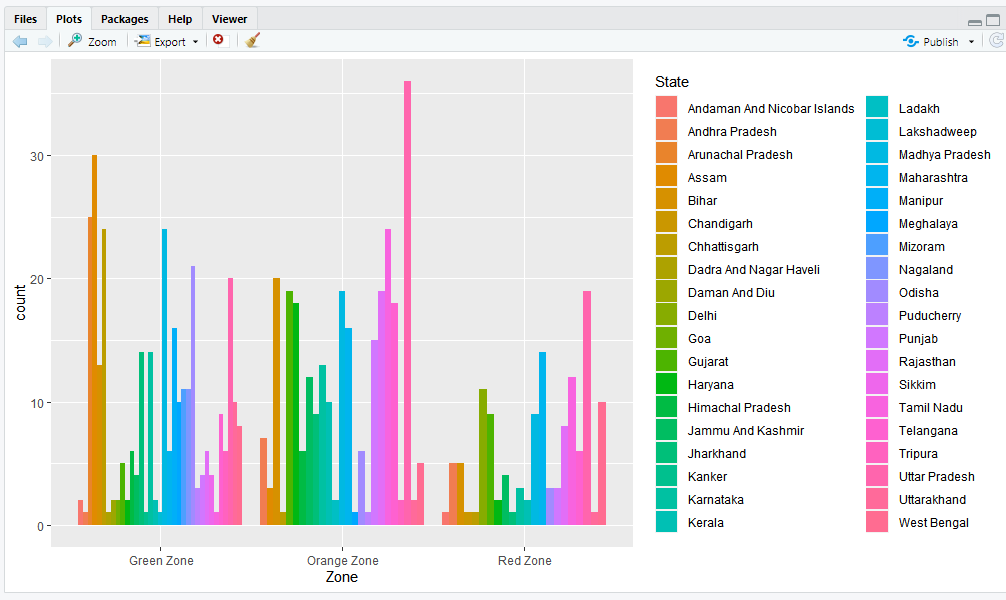 Files Plots Packages Help Viewer
Zoom Export Publish
State
Andaman And Nicobar Islands Ladakh
Andhra Pradesh Lakshadweep
Arunachal Pradesh Madhya Pradesh
Assam Maharashtra
Bihar Manipur
Chandigarh Meghalaya
Chhattisgarh Mizoram
Dadra And Nagar Haveli Nagaland
Daman And Diu Odisha
Delhi Puducherry
Goa Punjab
Gujarat Rajasthan
Haryana Sikkim
Himachal Pradesh Tamil Nadu
Jammu And Kashmir Telangana
Jharkhand Tripura
Kanker Uttar Pradesh
Karnataka Uttarakhand
Kerala West Bengal
30
20
10
0
count
Green Zone Orange Zone Red Zone
Zone